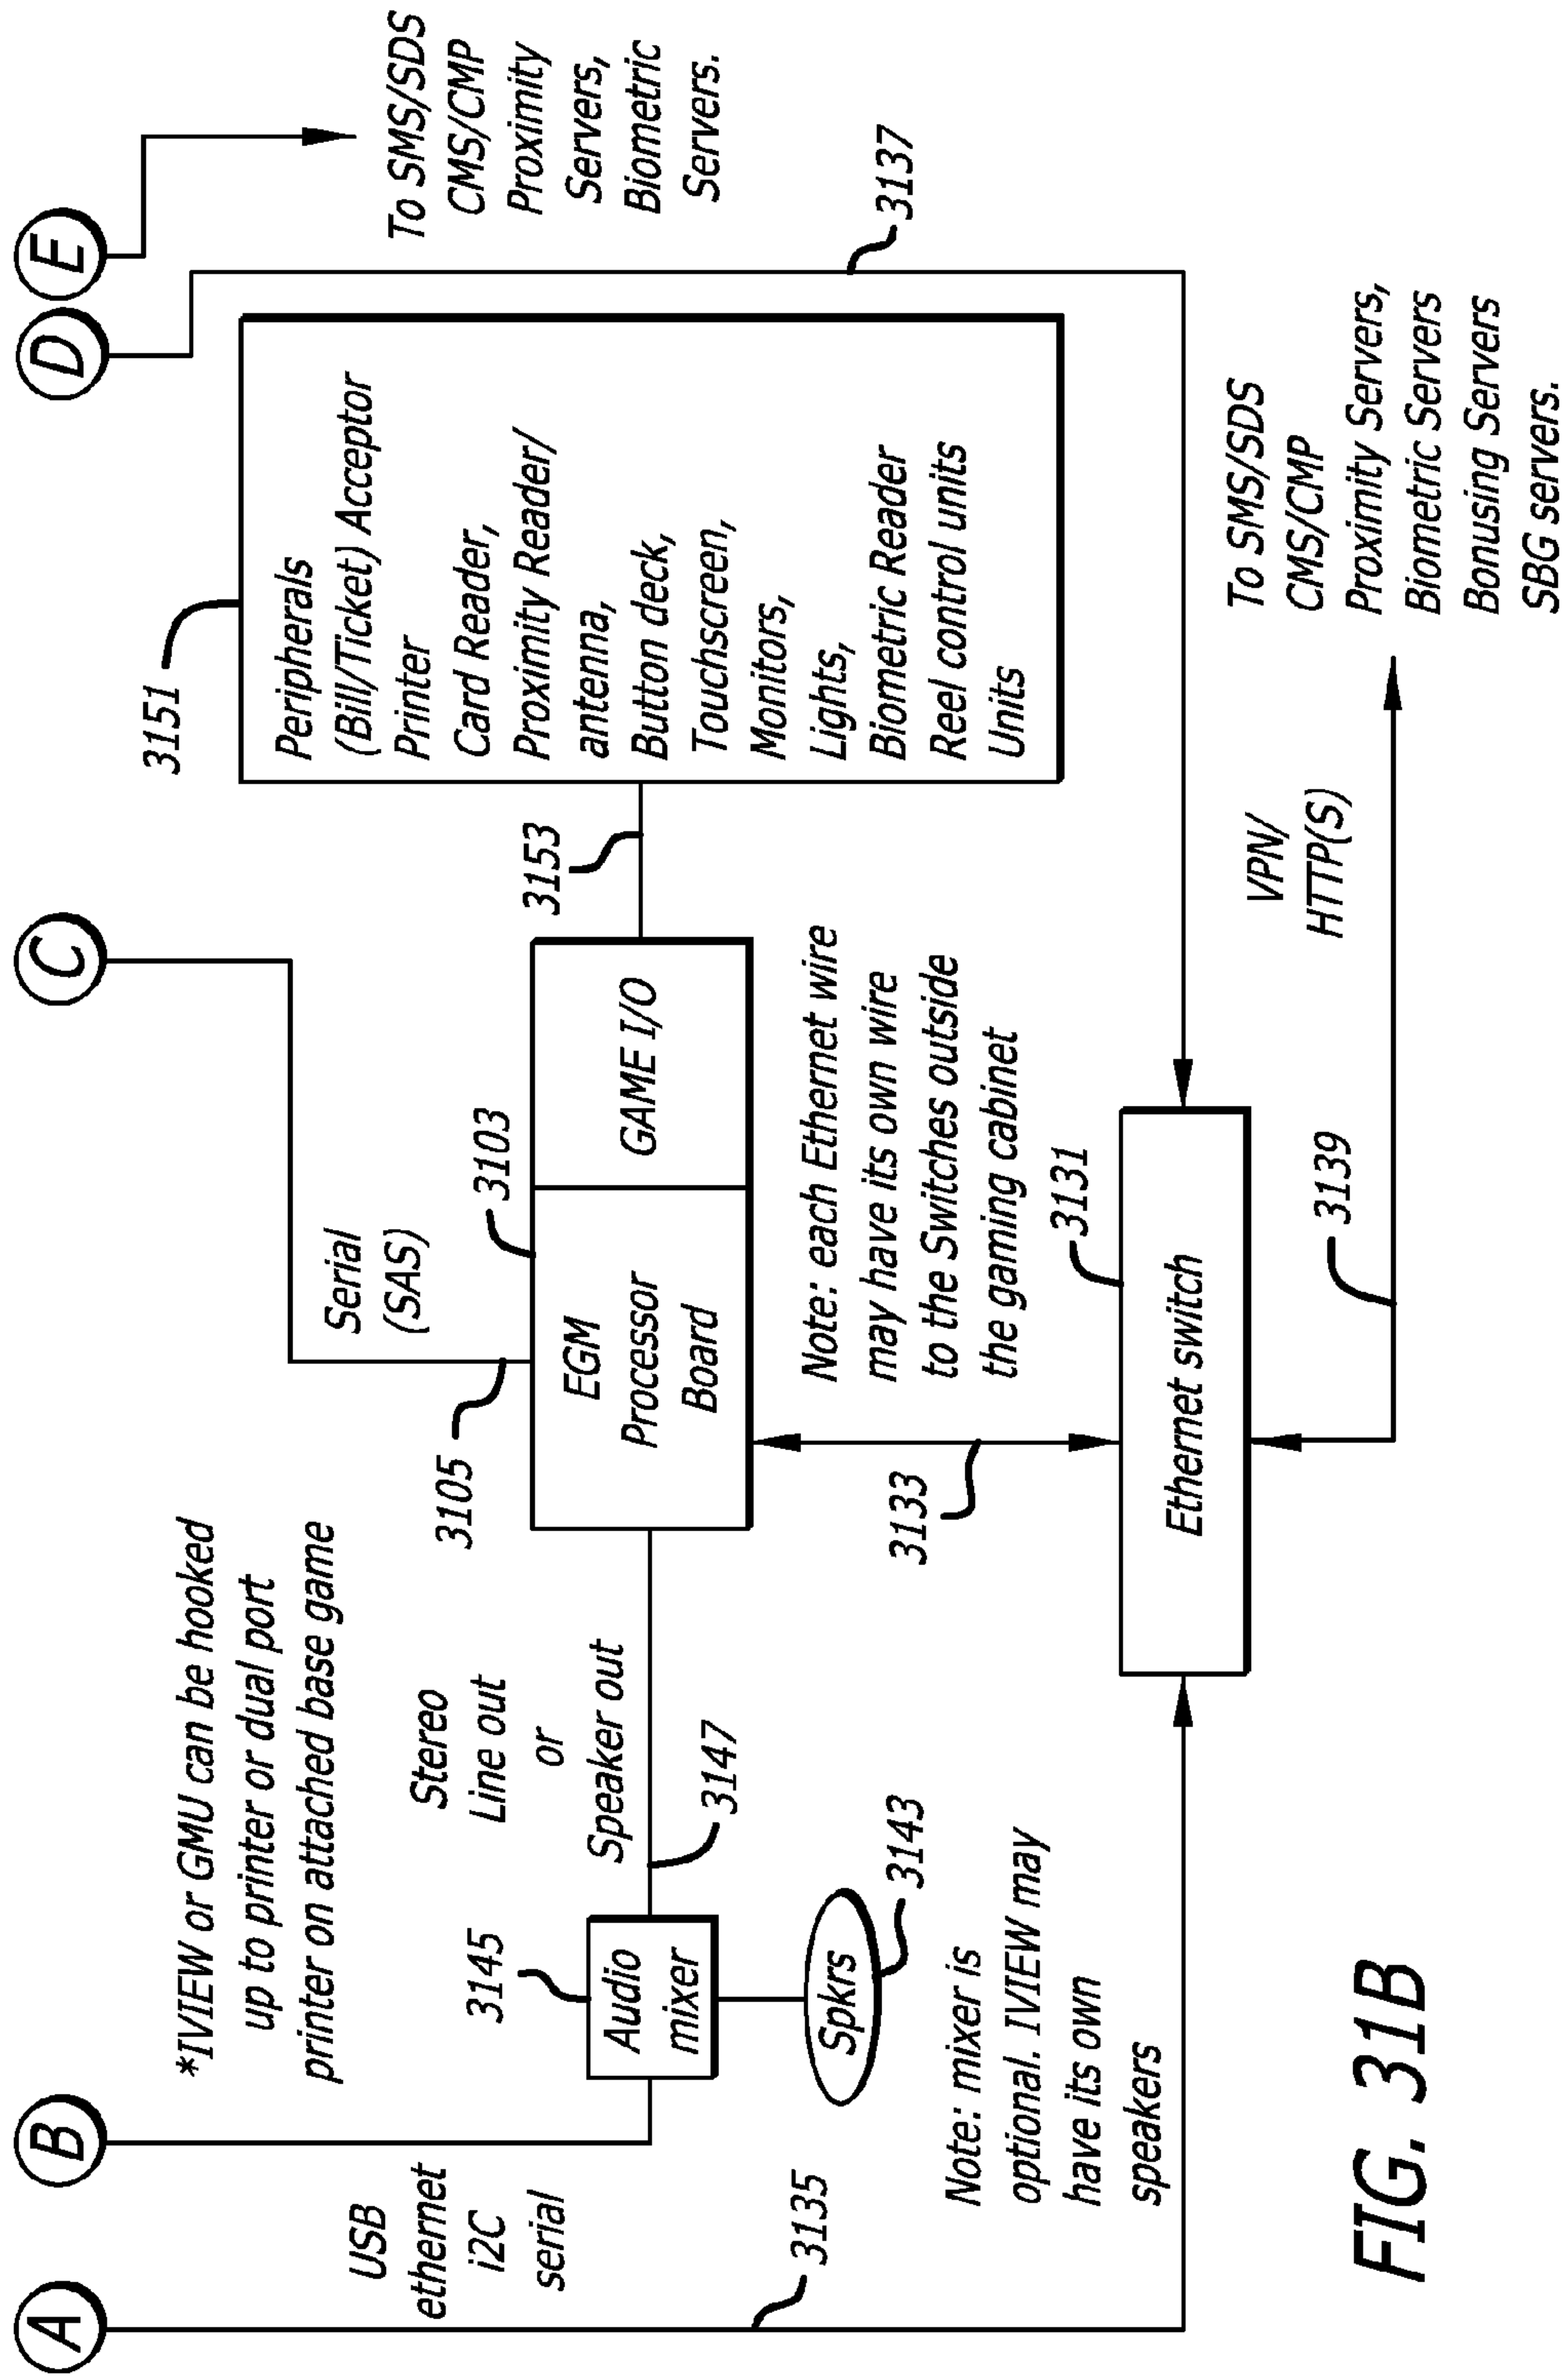 A
B
C
D
E
*IVIEW or GMU can be hooked
up to printer or dual port
printer on attached base game
USB
ethernet
i2C
serial
3135
Stereo
Line out
or
Speaker out
3147
3145
Audio
mixer
Spkrs
3143
Note: mixer is
optional. IVIEW may
have its own
speakers
Serial
(SAS)
3105
3103
EGM
Processor
Board
GAME I/O
3153
3151
Peripherals
(Bill/Ticket) Acceptor
Printer
Card Reader,
Proximity Reader/
antenna,
Button deck,
Touchscreen,
Monitors,
Lights,
Biometric Reader
Reel control units
Units
To SMS/SDS
CMS/CMP
Proximity
Servers,
Biometric
Servers.
3137
Note: each Ethernet wire
may have its own wire
to the Switches outside
the gaming cabinet
3133
3131
Ethernet switch
3139
VPN/
HTTP(S)
To SMS/SDS
CMS/CMP
Proximity Servers,
Biometric Servers
Bonusing Servers
SBG servers.
FIG. 31B